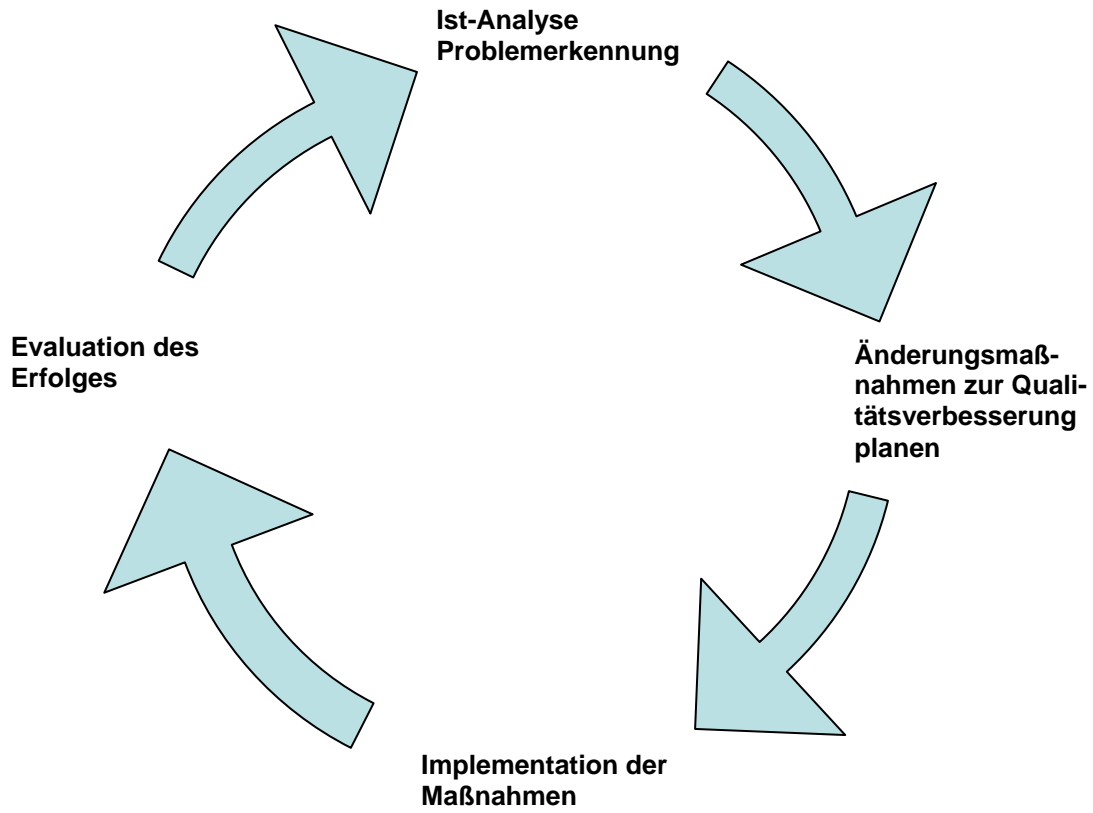 Ist-Analyse
Problemerkennung
Evaluation des
Erfolges
Änderungsmaß-
nahmen zur Quali-
tätsverbesserung
planen
Implementation der
Maßnahmen